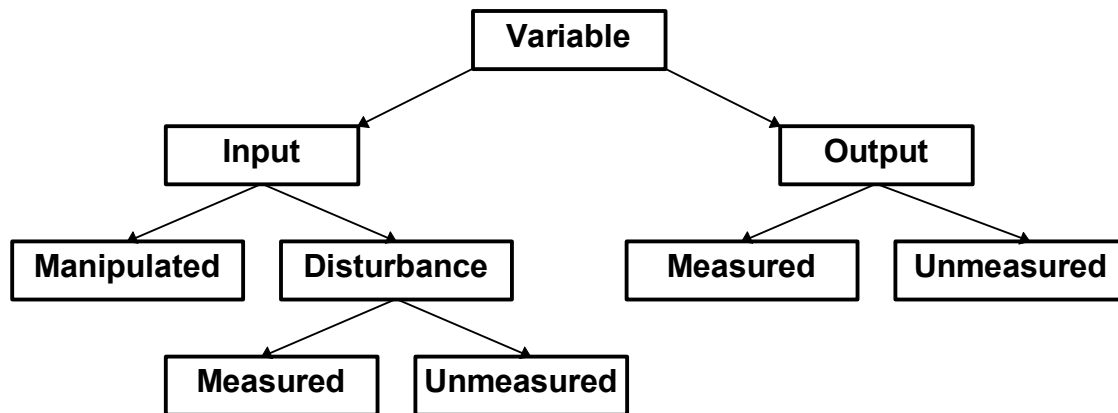 Variable
Input
Output
Manipulated
Disturbance
Measured
Unmeasured
Measured
Unmeasured